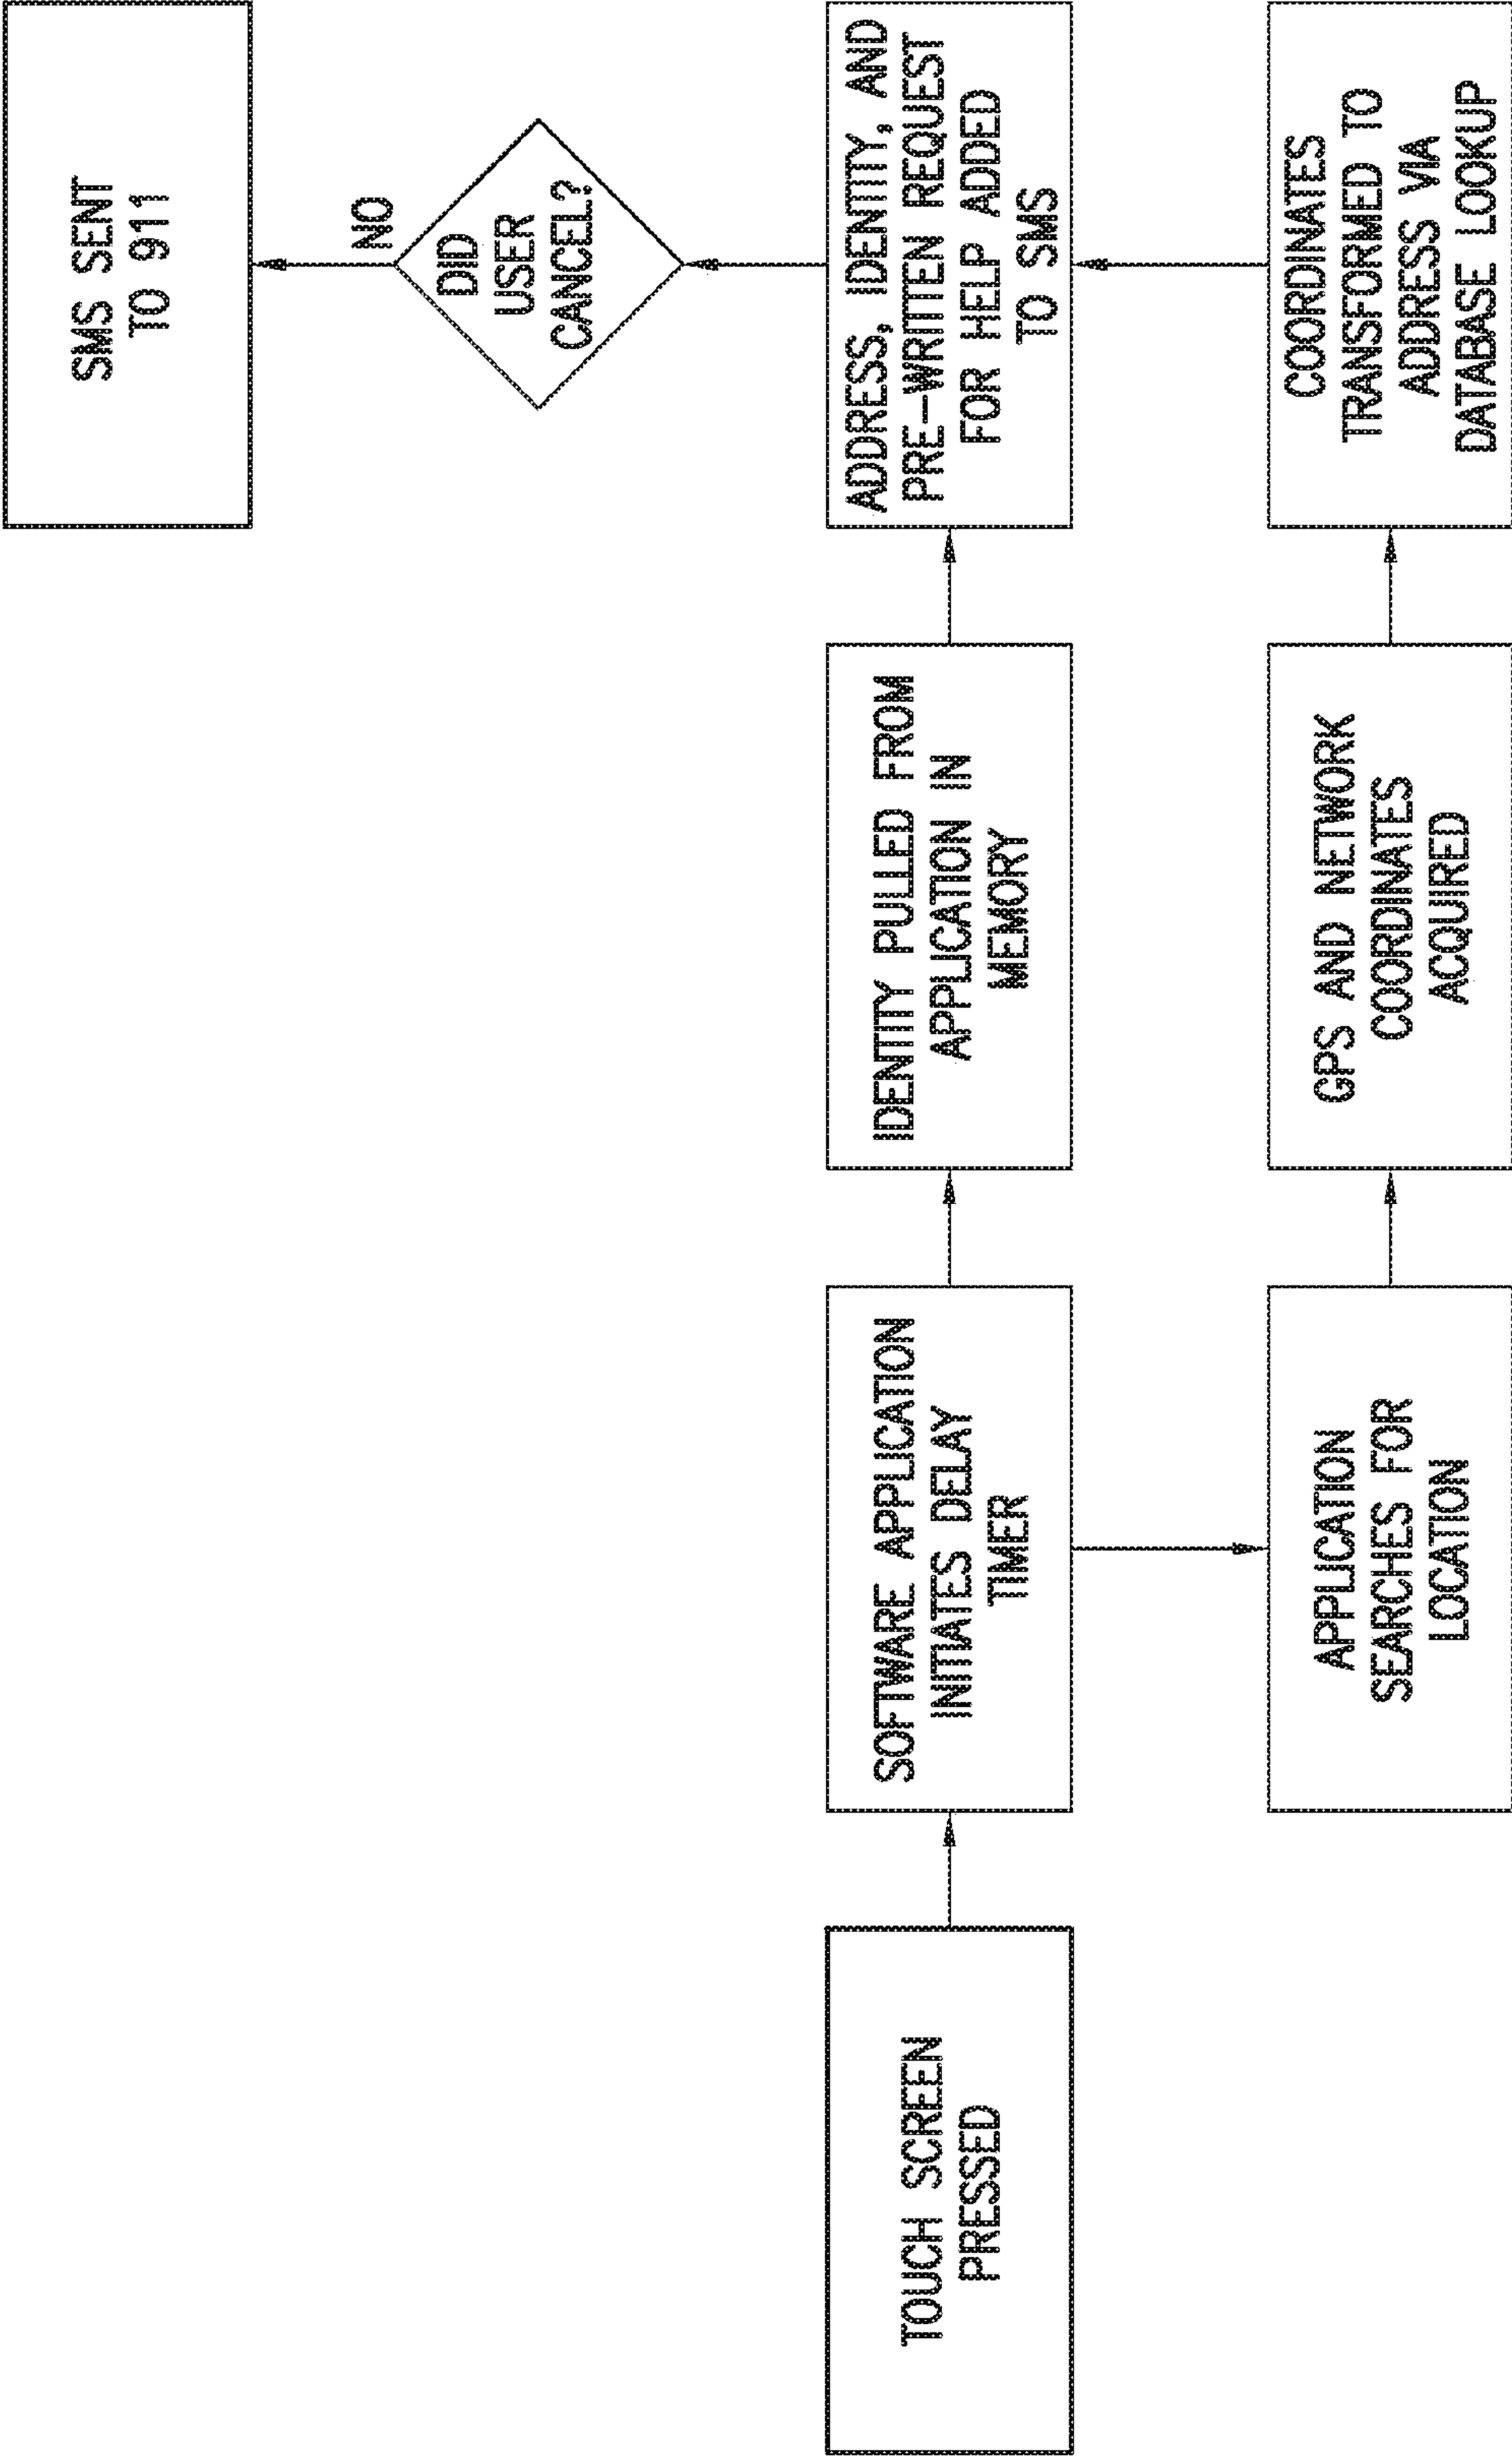 TOUCH SCREEN
PRESSED
SOFTWARE APPLICATION
INITIATES DELAY
TIMER
IDENTITY PULLED FROM
APPLICATION IN
MEMORY
APPLICATION
SEARCHES FOR
LOCATION
GPS AND NETWORK
COORDINATES
ACQUIRED
COORDINATES
TRANSFORMED TO
ADDRESS VIA
DATABASE LOOKUP
ADDRESS, IDENTITY, AND
PRE-WRITTEN REQUEST
FOR HELP ADDED
TO SMS
DID
USER
CANCEL?
NO
SMS SENT
TO 911